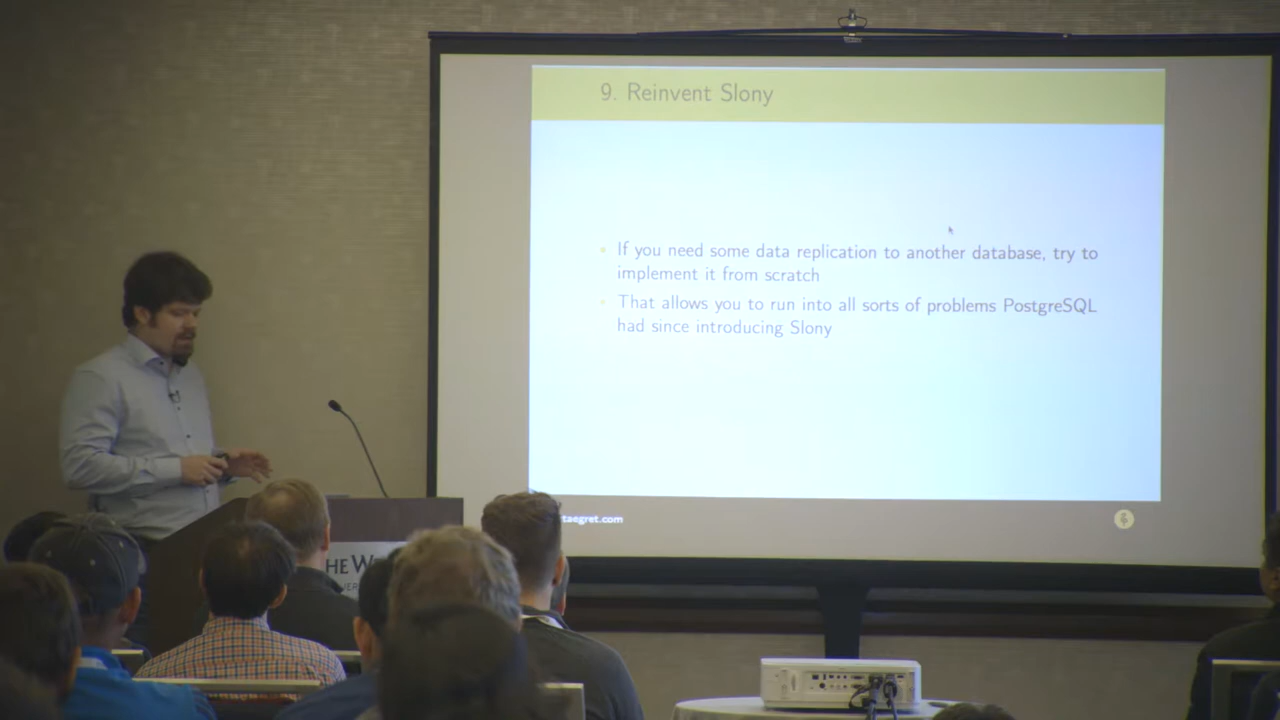 9. Reinvent Slony
If you need some data replication to another database, try to
implement it from scratch
That allows you to run into all sorts of problems PostgreSQL
had since introducing Slony
taegret.com
HE W